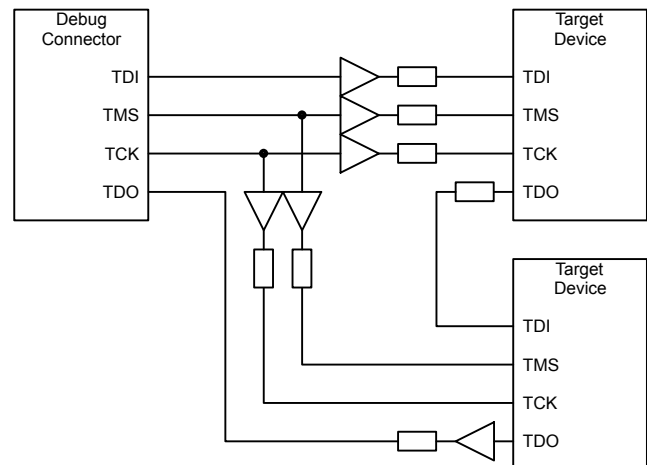 Debug
Connector
TDI
TMS
TCK
TDO
Target
Device
TDI
TMS
TCK
TDO
Target
Device
TDI
TMS
TCK
TDO